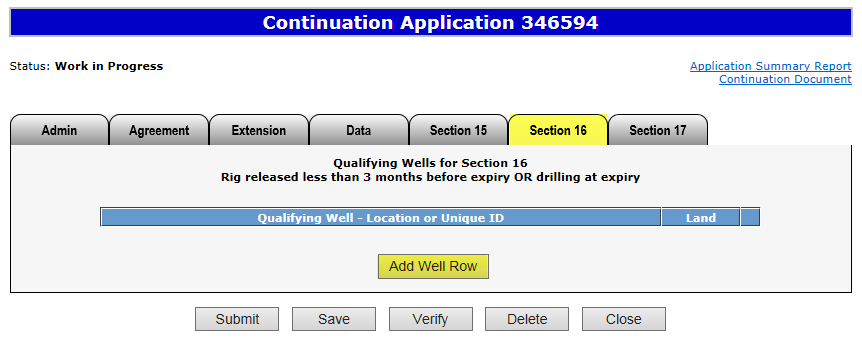 Continuation Application 346594
Status: Work in Progress
Application Summary Report
Continuation Document
Admin Agreement Extension Data Section 15 Section 16 Section 17
Qualifying Wells for Section 16
Rig released less than 3 months before expiry OR drilling at expiry
Qualifying Well - Location or Unique ID Land
Add Well Row
Submit Save Verify Delete Close